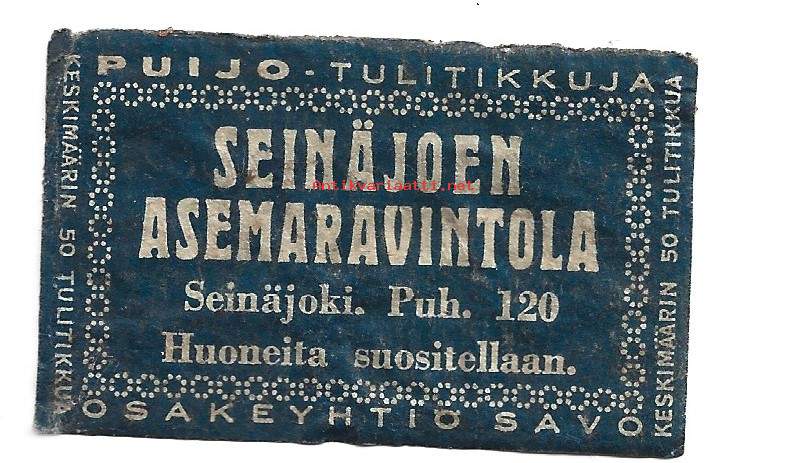 PUIJO - TULITIKKUJA
KESKIMÄÄRIN 50 TULITIKKUA
SEINÄJOEN
Antikvariaatti.net
ASEMARAVINTOLA
Seinäjoki. Puh. 120
Huoneita suositellaan.
KESKIMÄÄRIN 50 TULITIKKUA
OSAKEYHTIÖ SAVO